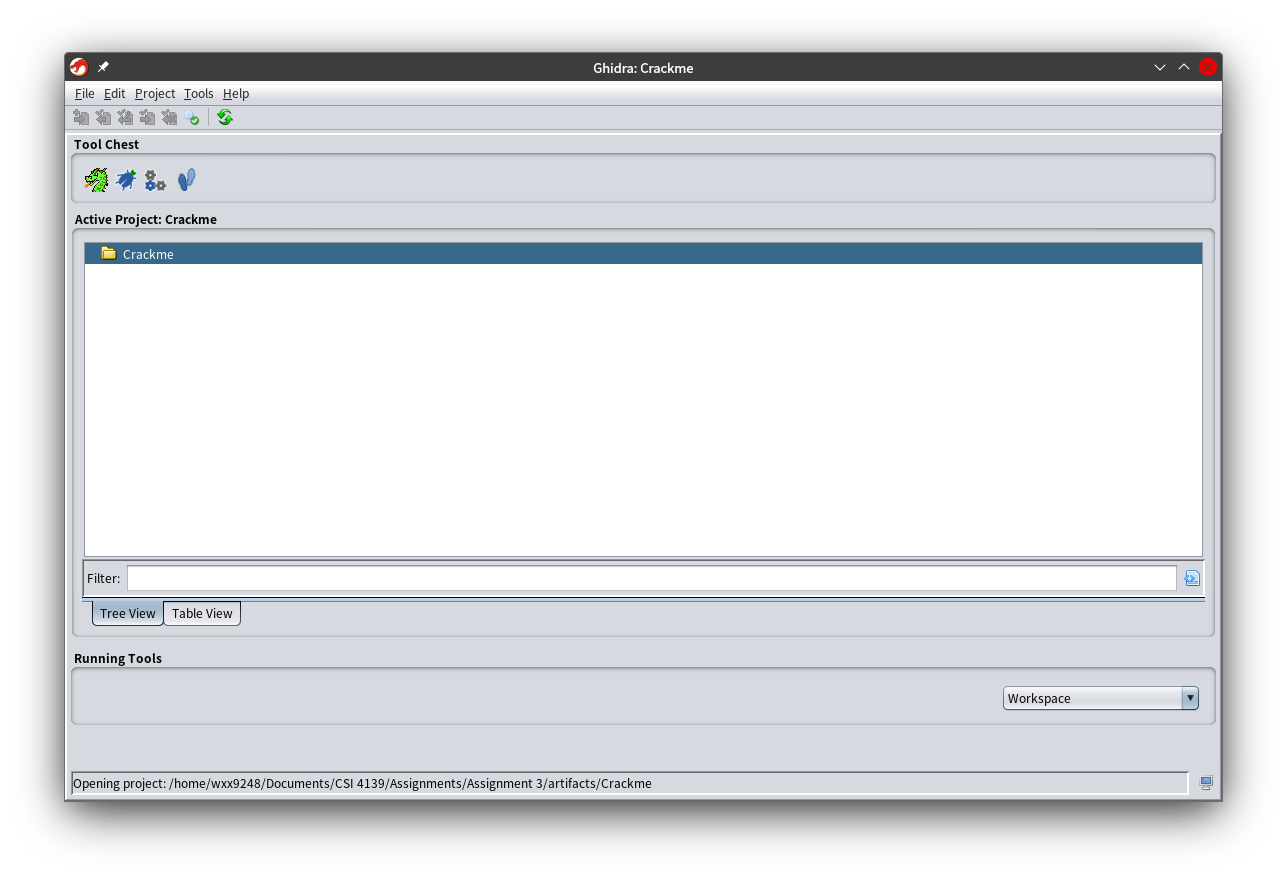 Ghidra: Crackme
File Edit Project Tools Help
Tool Chest
Active Project: Crackme
Crackme
Filter:
Tree View Table View
Running Tools
Workspace
Opening project: /home/wxx9248/Documents/CSI 4139/Assignments/Assignment 3/artifacts/Crackme